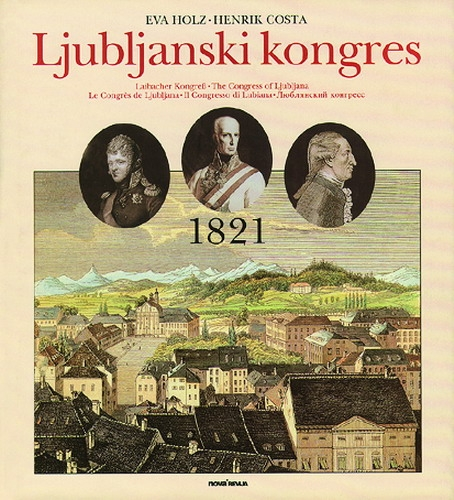 EVA HOLZ · HENRIK COSTA
Ljubljanski kongres
Laibacher Kongreß · The Congress of Ljubljana
Le Congrès de Ljubljana · Il Congresso di Lubiana · Люблянский конгресс
1821
NOVA REVIJA